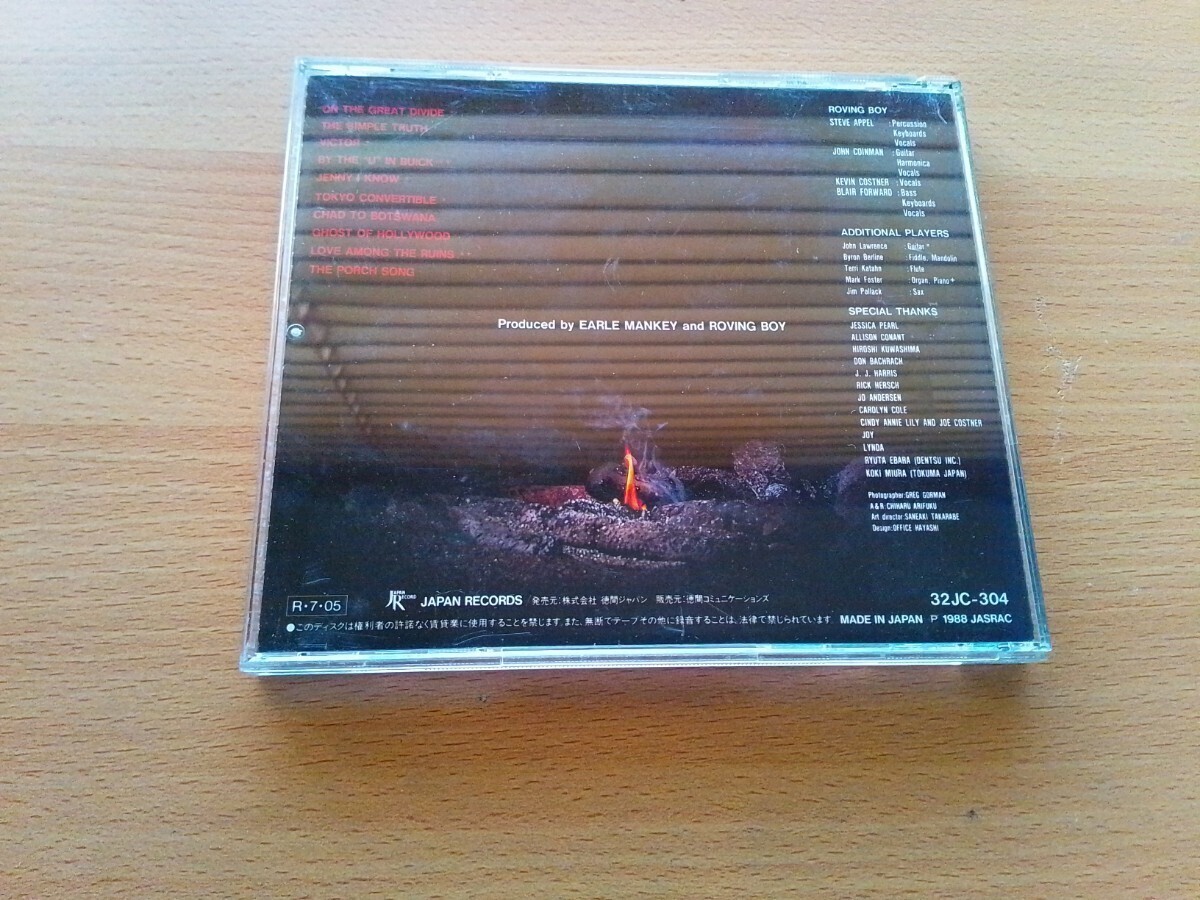 ON THE GREAT DIVIDE
THE SIMPLE TRUTH
VICTOR
BY THE "U" IN BUICK **
JENNY I KNOW
TOKYO CONVERTIBLE
CHAD TO BOTSWANA
GHOST OF HOLLYWOOD
LOVE AMONG THE RUINS **
THE PORCH SONG
Produced by EARLE MANKEY and ROVING BOY
ROVING BOY
STEVE APPEL :Percussion
Keyboards
Vocals
JOHN COINMAN :Guitar
Harmonica
Vocals
KEVIN COSTNER :Vocals
BLAIR FORWARD :Bass
Keyboards
Vocals
ADDITIONAL PLAYERS
John Lawrence :Guitar*
Byron Berline :Fiddle, Mandolin
Terri Kotohn :Flute
Mark Foster :Organ, Piano*
Jim Pollack :Sax
SPECIAL THANKS
JESSICA PEARL
ALLISON CONANT
HIROSHI KUWASHIMA
DON BACHRACH
J. J. HARRIS
RICK HERSCH
JO ANDERSEN
CAROLYN COLE
CINDY ANNIE LILY AND JOE COSTNER
JOY
LYNDA
RYUTA EBARA (DENTSU INC.)
KOKI MIURA (TOKUMA JAPAN)
Photographer:GREG GORMAN
A&R CHIHARU ARIFUKU
Art director:SANEAKI TAKARABE
Design:OFFICE HAYASHI
R・7・05
JAPAN RECORD JAPAN RECORDS /発売元:株式会社 徳間ジャパン 販売元:徳間コミュニケーションズ
32JC-304
●このディスクは権利者の許諾なく賃貸業に使用することを禁じます。また、無断でテープその他に録音することは、法律で禁じられています MADE IN JAPAN P 1988 JASRAC